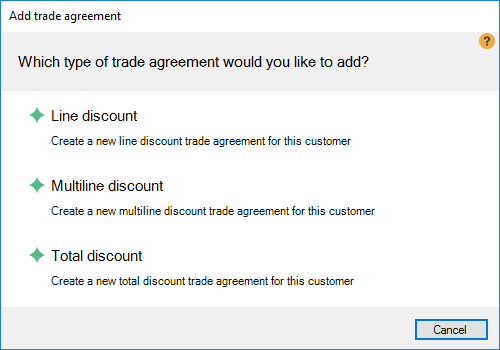 Add trade agreement
?
Which type of trade agreement would you like to add?
Line discount
Create a new line discount trade agreement for this customer
Multiline discount
Create a new multiline discount trade agreement for this customer
Total discount
Create a new total discount trade agreement for this customer
Cancel